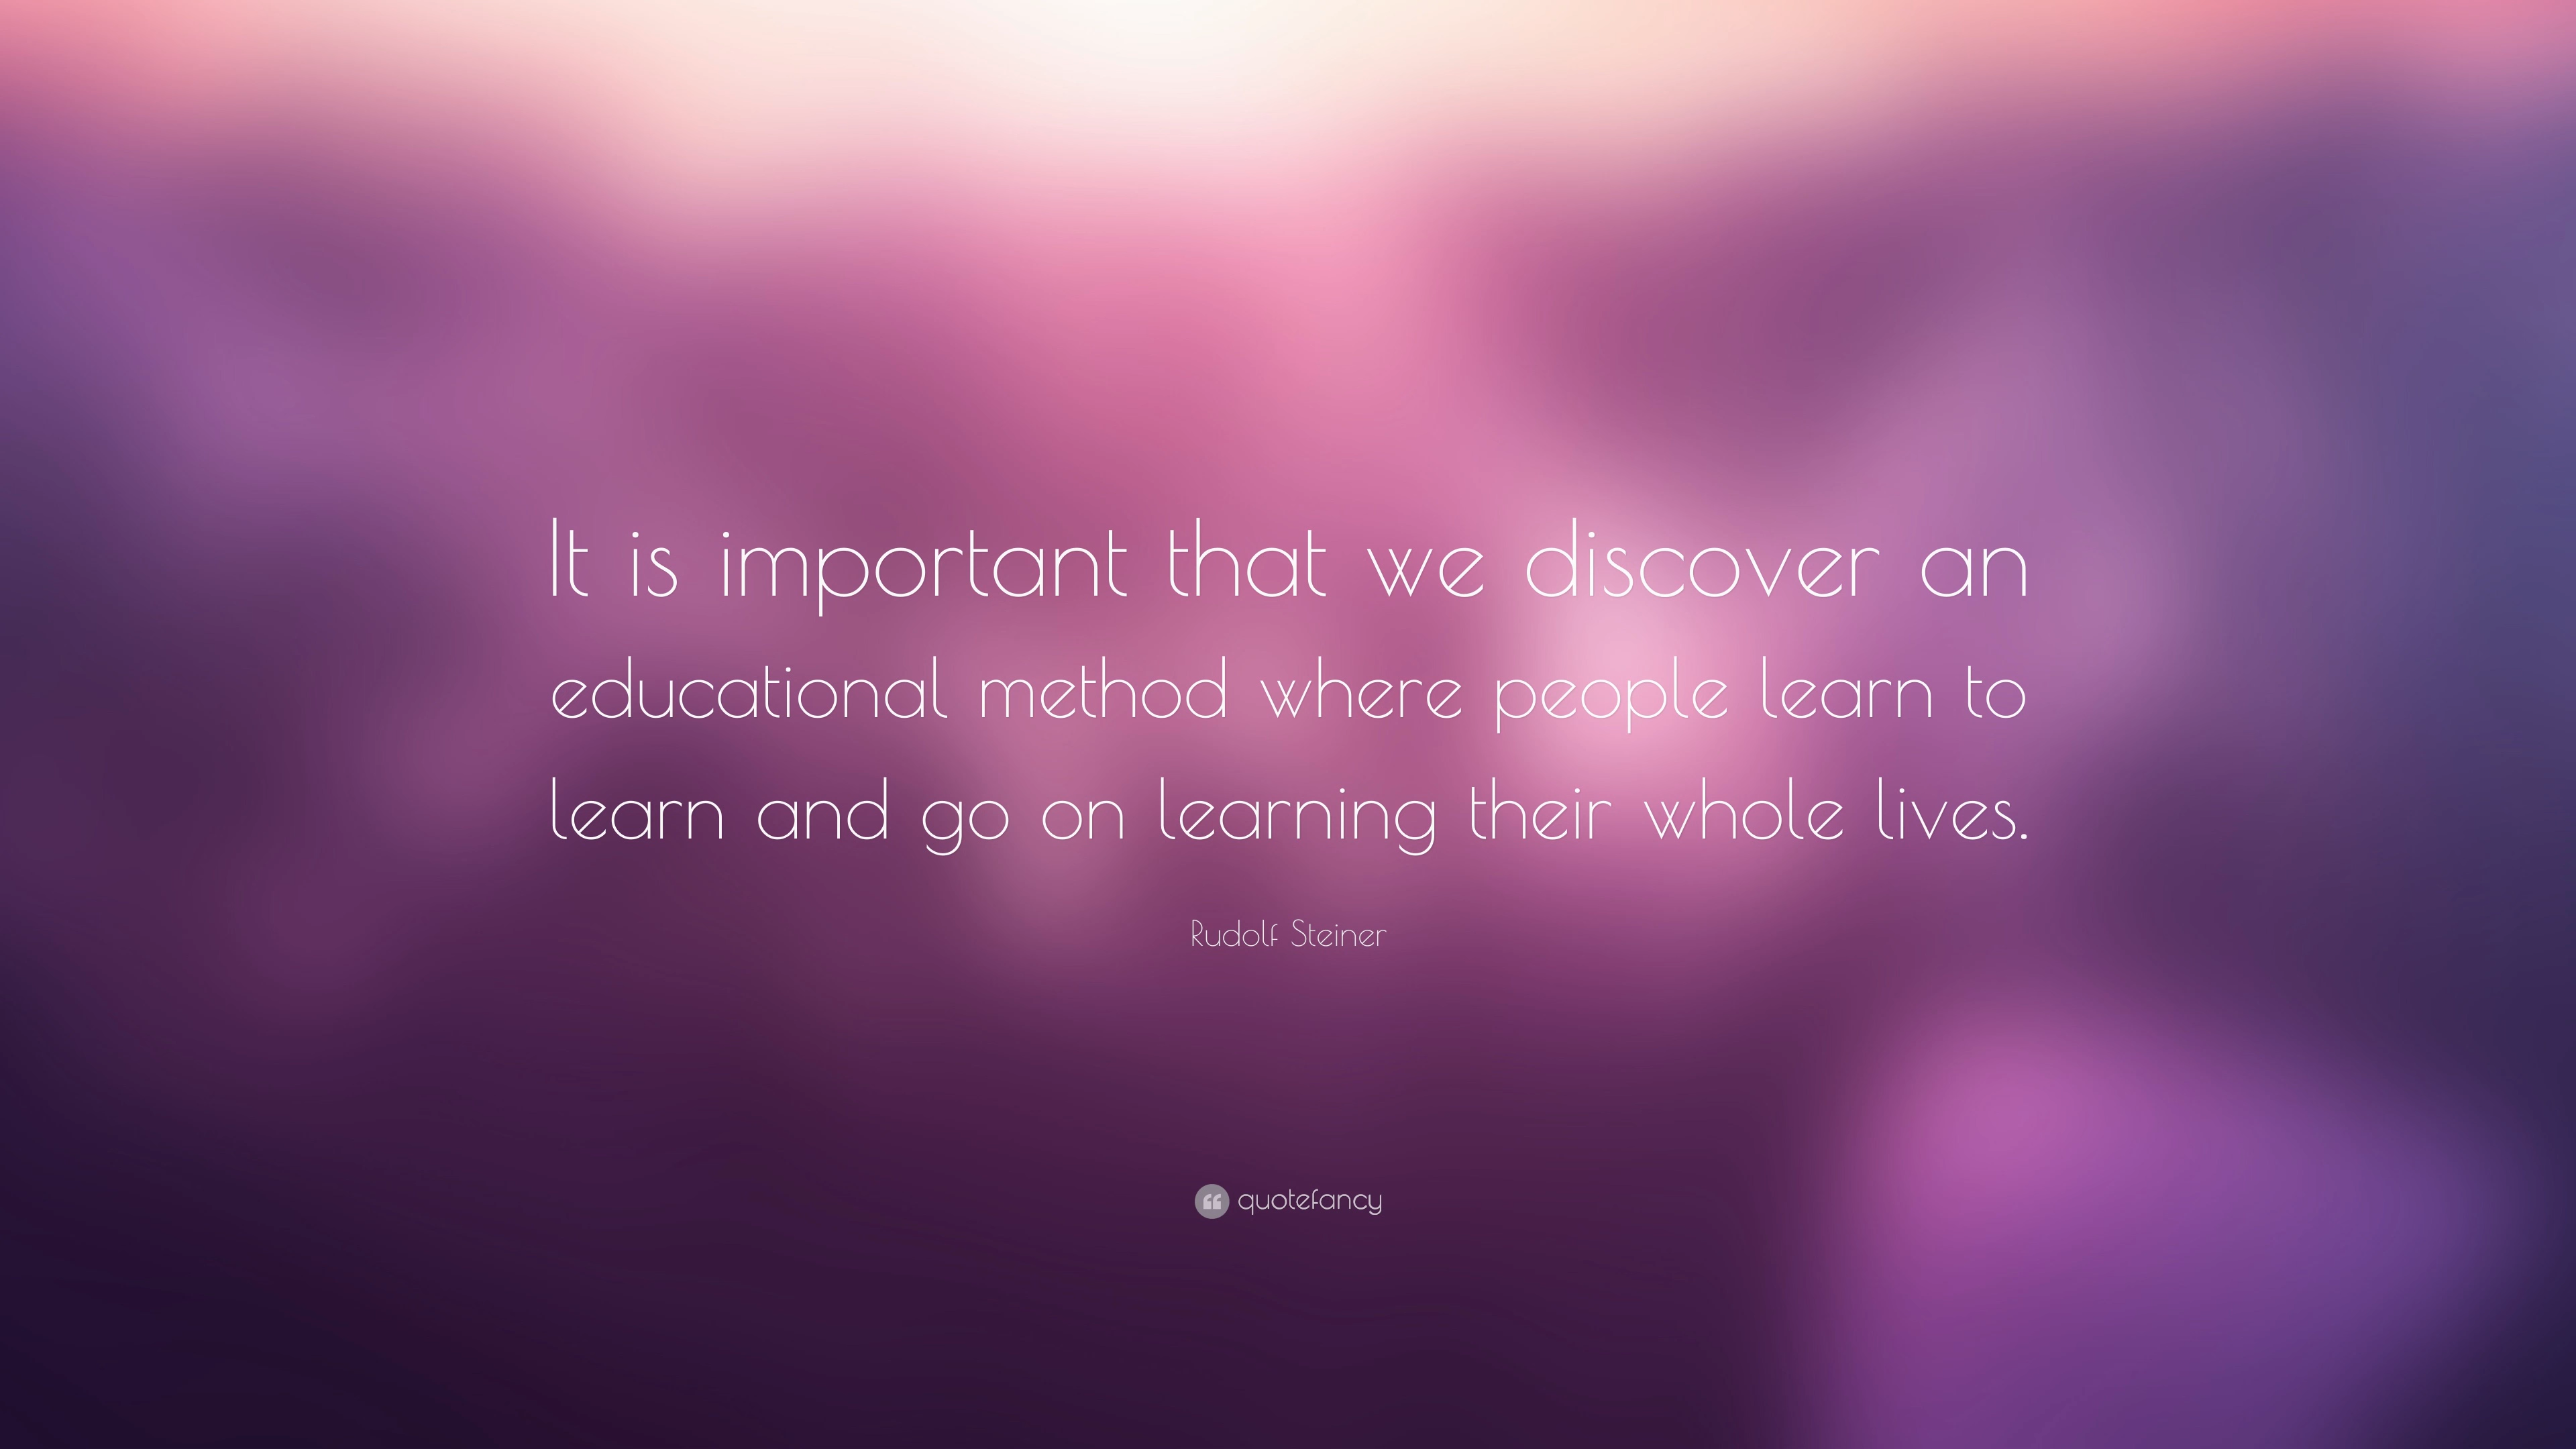 It is important that we discover an
educational method where people learn to
learn and go on learning their whole lives.
Rudolf Steiner
quotefancy